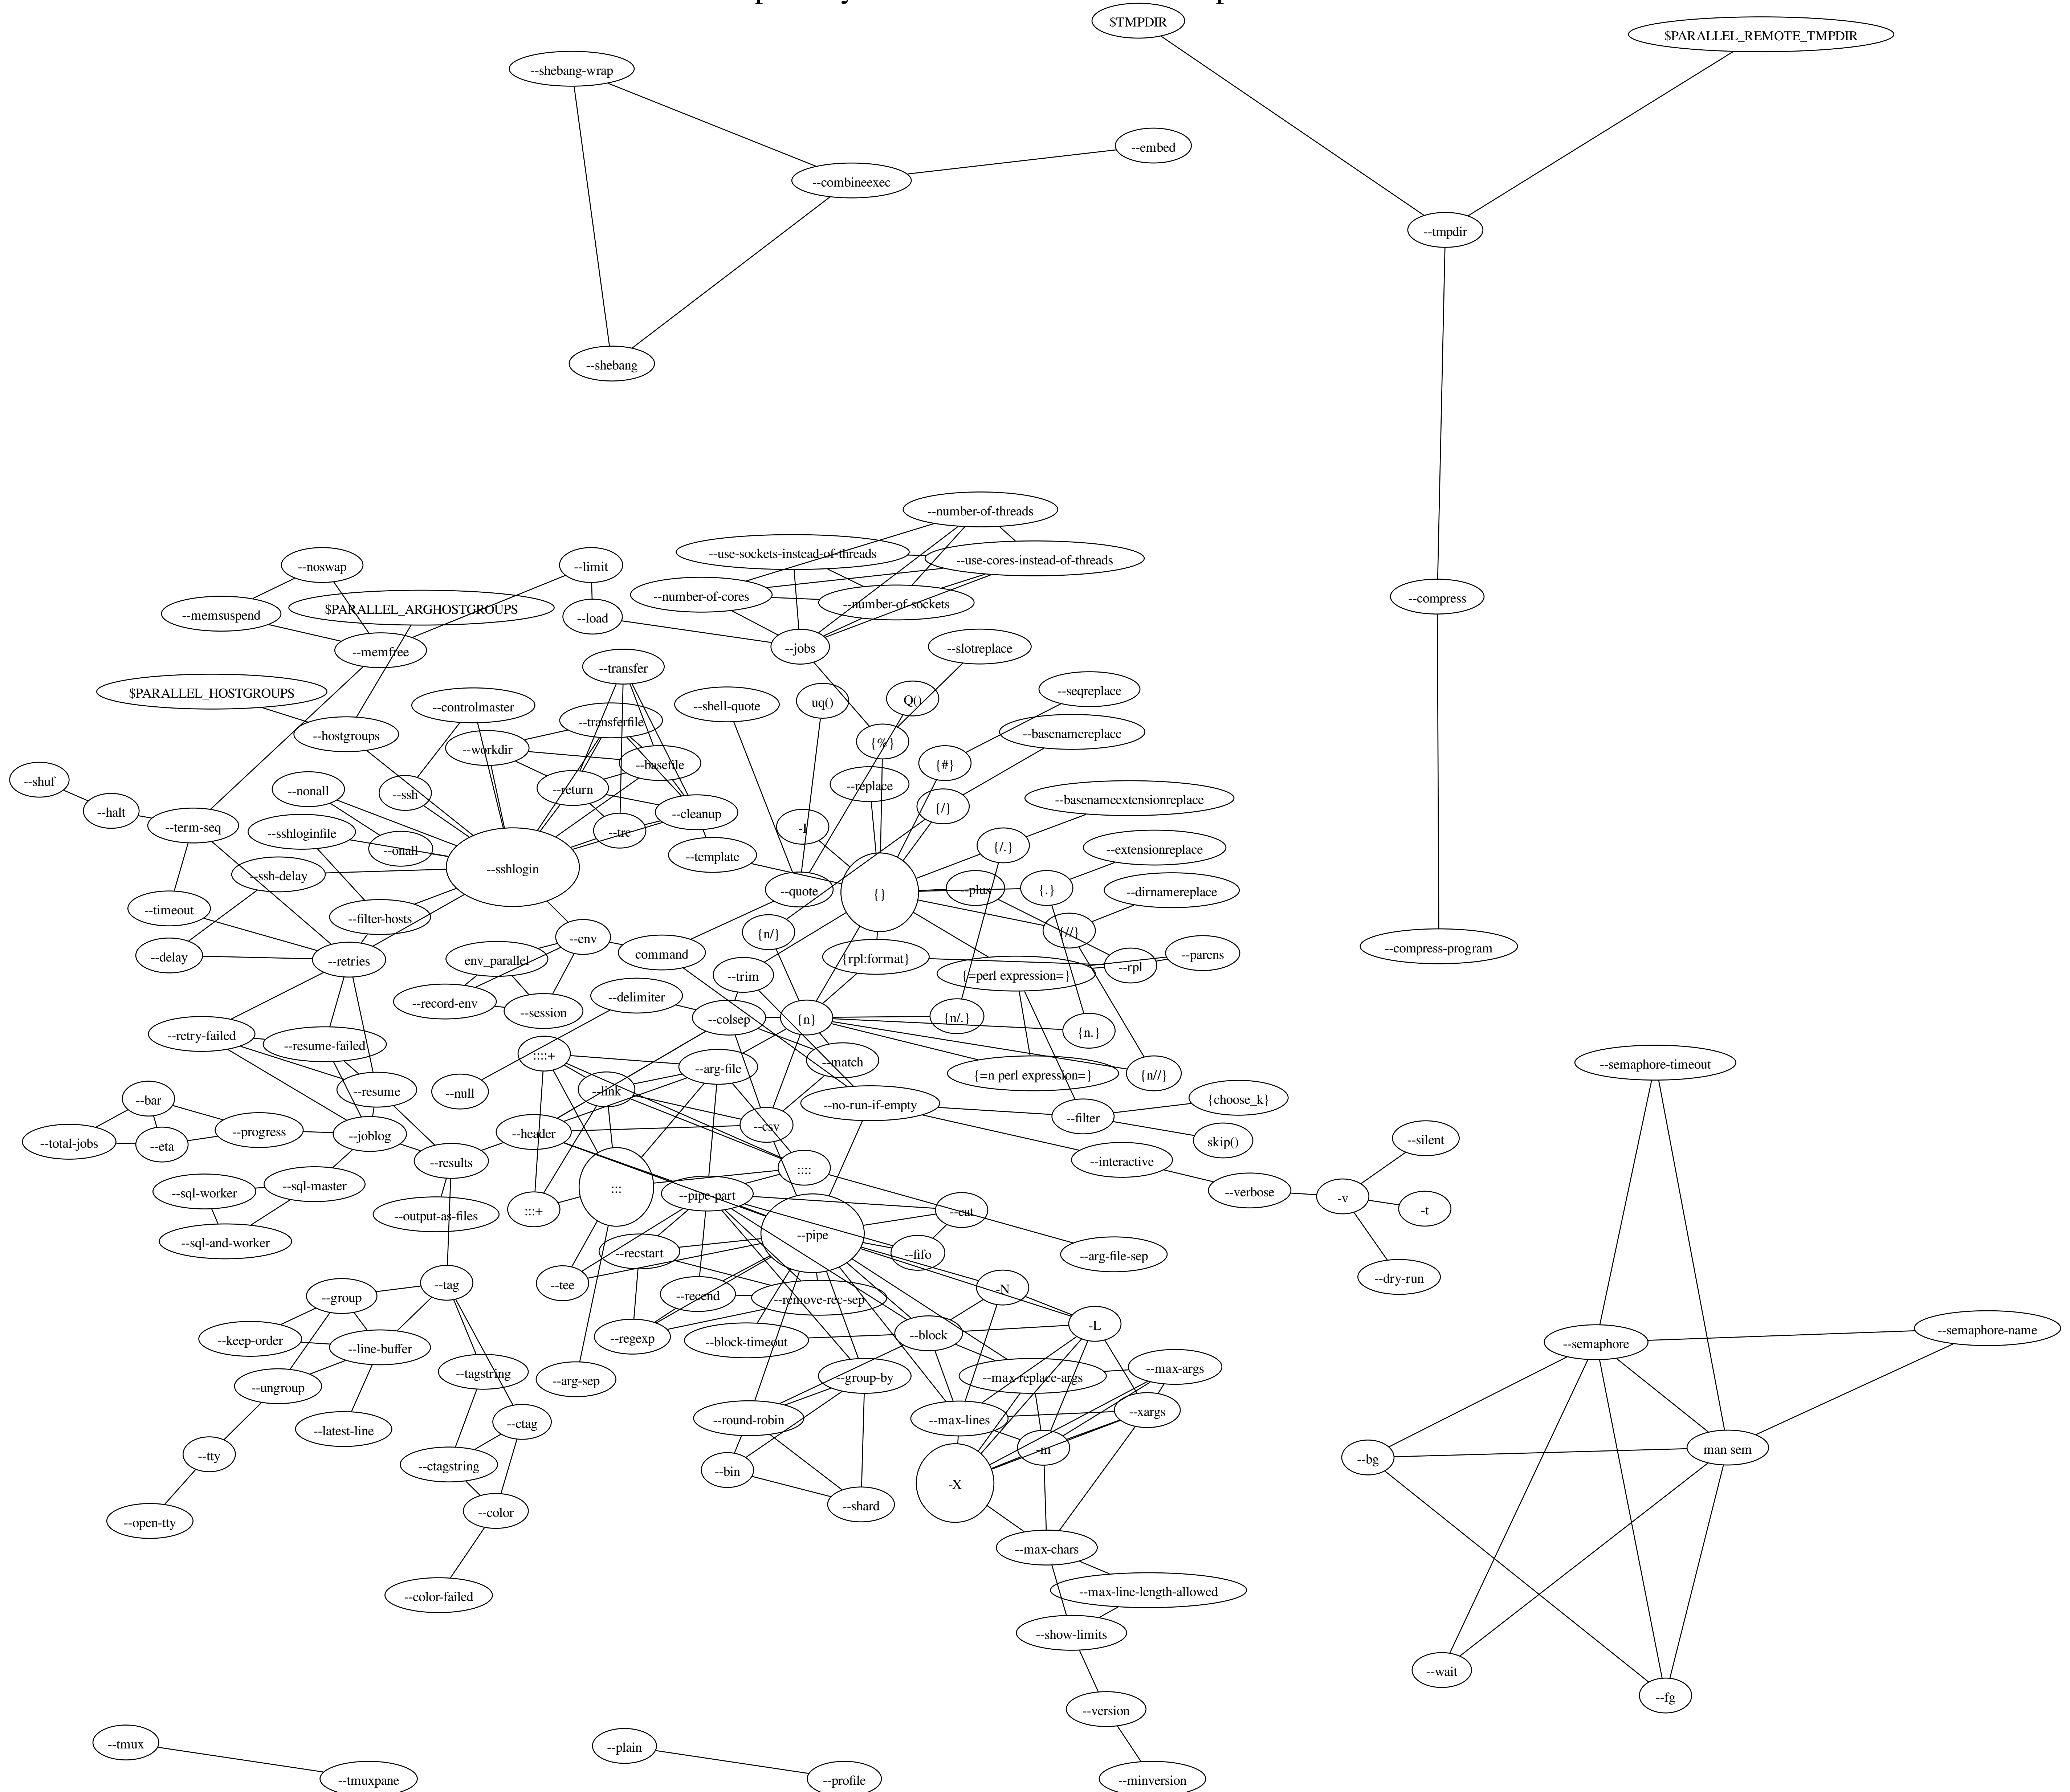 $TMPDIR
$PARALLEL_REMOTE_TMPDIR
--shebang-wrap
--embed
--combineexec
--tmpdir
--shebang
--number-of-threads
--use-sockets-instead-of-threads
--use-cores-instead-of-threads
--noswap
--limit
--number-of-cores
--compress
--number-of-sockets
$PARALLEL_ARGHOSTGROUPS
--memsuspend
--load
--jobs
--slotreplace
--memfree
--transfer
--seqreplace
$PARALLEL_HOSTGROUPS
uq()
Q()
--controlmaster
--shell-quote
--transferfile
--basenamereplace
--hostgroups
{%}
--workdir
{#}
--basefile
--shuf
--replace
--nonall
--return
--ssh
--basenameextensionreplace
{/}
--halt
--cleanup
--term-seq
-I
--sshloginfile
--trc
{/.}
--extensionreplace
--onall
--template
--sshlogin
--ssh-delay
--quote
{}
--plus
{.}
--dirnamereplace
--timeout
--filter-hosts
{n/}
{//}
--env
--compress-program
command
--parens
--delay
--retries
env_parallel
{rpl:format}
--rpl
--trim
{=perl expression=}
--delimiter
--record-env
--session
--colsep
{n}
{n/.}
{n.}
--retry-failed
--resume-failed
::::+
--match
--semaphore-timeout
--arg-file
{=n perl expression=}
{n//}
--resume
--null
--link
--bar
{choose_k}
--no-run-if-empty
--filter
--progress
--joblog
--header
--csv
--total-jobs
--eta
skip()
--silent
--results
::::
--interactive
--sql-worker
--sql-master
:::
--pipe-part
--verbose
-v
-t
--output-as-files
:::+
--cat
--sql-and-worker
--pipe
--recstart
--fifo
--arg-file-sep
--tag
--tee
--dry-run
--group
--recend
--remove-rec-sep
-N
--keep-order
--regexp
--block-timeout
--block
-L
--semaphore-name
--line-buffer
--semaphore
--tagstring
--arg-sep
--group-by
--max-replace-args
--max-args
--ungroup
--latest-line
--ctag
--round-robin
--max-lines
--xargs
--tty
-m
man sem
--bg
--ctagstring
--bin
-X
--open-tty
--color
--shard
--max-chars
--color-failed
--max-line-length-allowed
--show-limits
--wait
--fg
--version
--tmux
--plain
--tmuxpane
--profile
--minversion